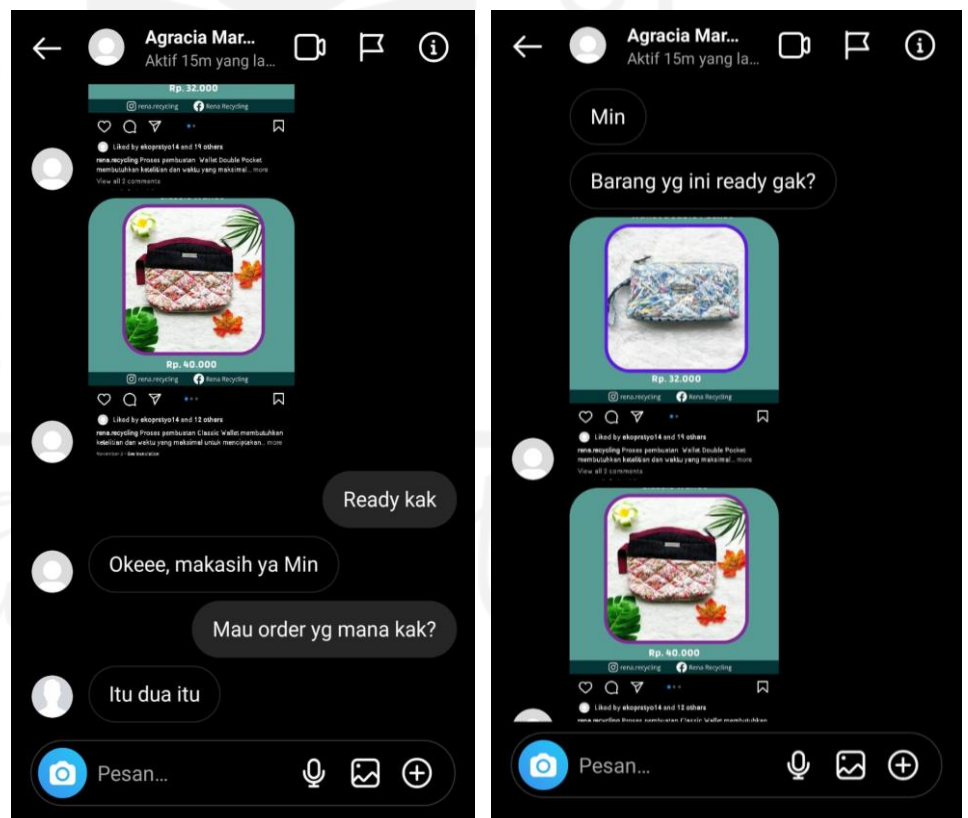 Agracia Mar...
Aktif 15m yang la...
Rp. 32.000
rena.recycling Rena Recycling
Liked by ekoprstyo14 and 19 others
rena.recycling Proses pembuatan Wallet Double Pocket
membutuhkan ketelitian dan waktu yang maksimal... more
View all 2 comments
Rp. 40.000
rena.recycling Rena Recycling
Liked by ekoprstyo14 and 12 others
rena.recycling Proses pembuatan Classic Wallet membutuhkan
ketelitian dan waktu yang maksimal untuk menciptakan... more
November 2 • See translation
Ready kak
Okeee, makasih ya Min
Mau order yg mana kak?
Itu dua itu
Pesan...
Agracia Mar...
Aktif 15m yang la...
Min
Barang yg ini ready gak?
Rp. 32.000
rena.recycling Rena Recycling
Liked by ekoprstyo14 and 19 others
rena.recycling Proses pembuatan Wallet Double Pocket
membutuhkan ketelitian dan waktu yang maksimal... more
View all 2 comments
Rp. 40.000
rena.recycling Rena Recycling
Liked by ekoprstyo14 and 12 others
rena.recycling Proses pembuatan Classic Wallet membutuhkan
Pesan...